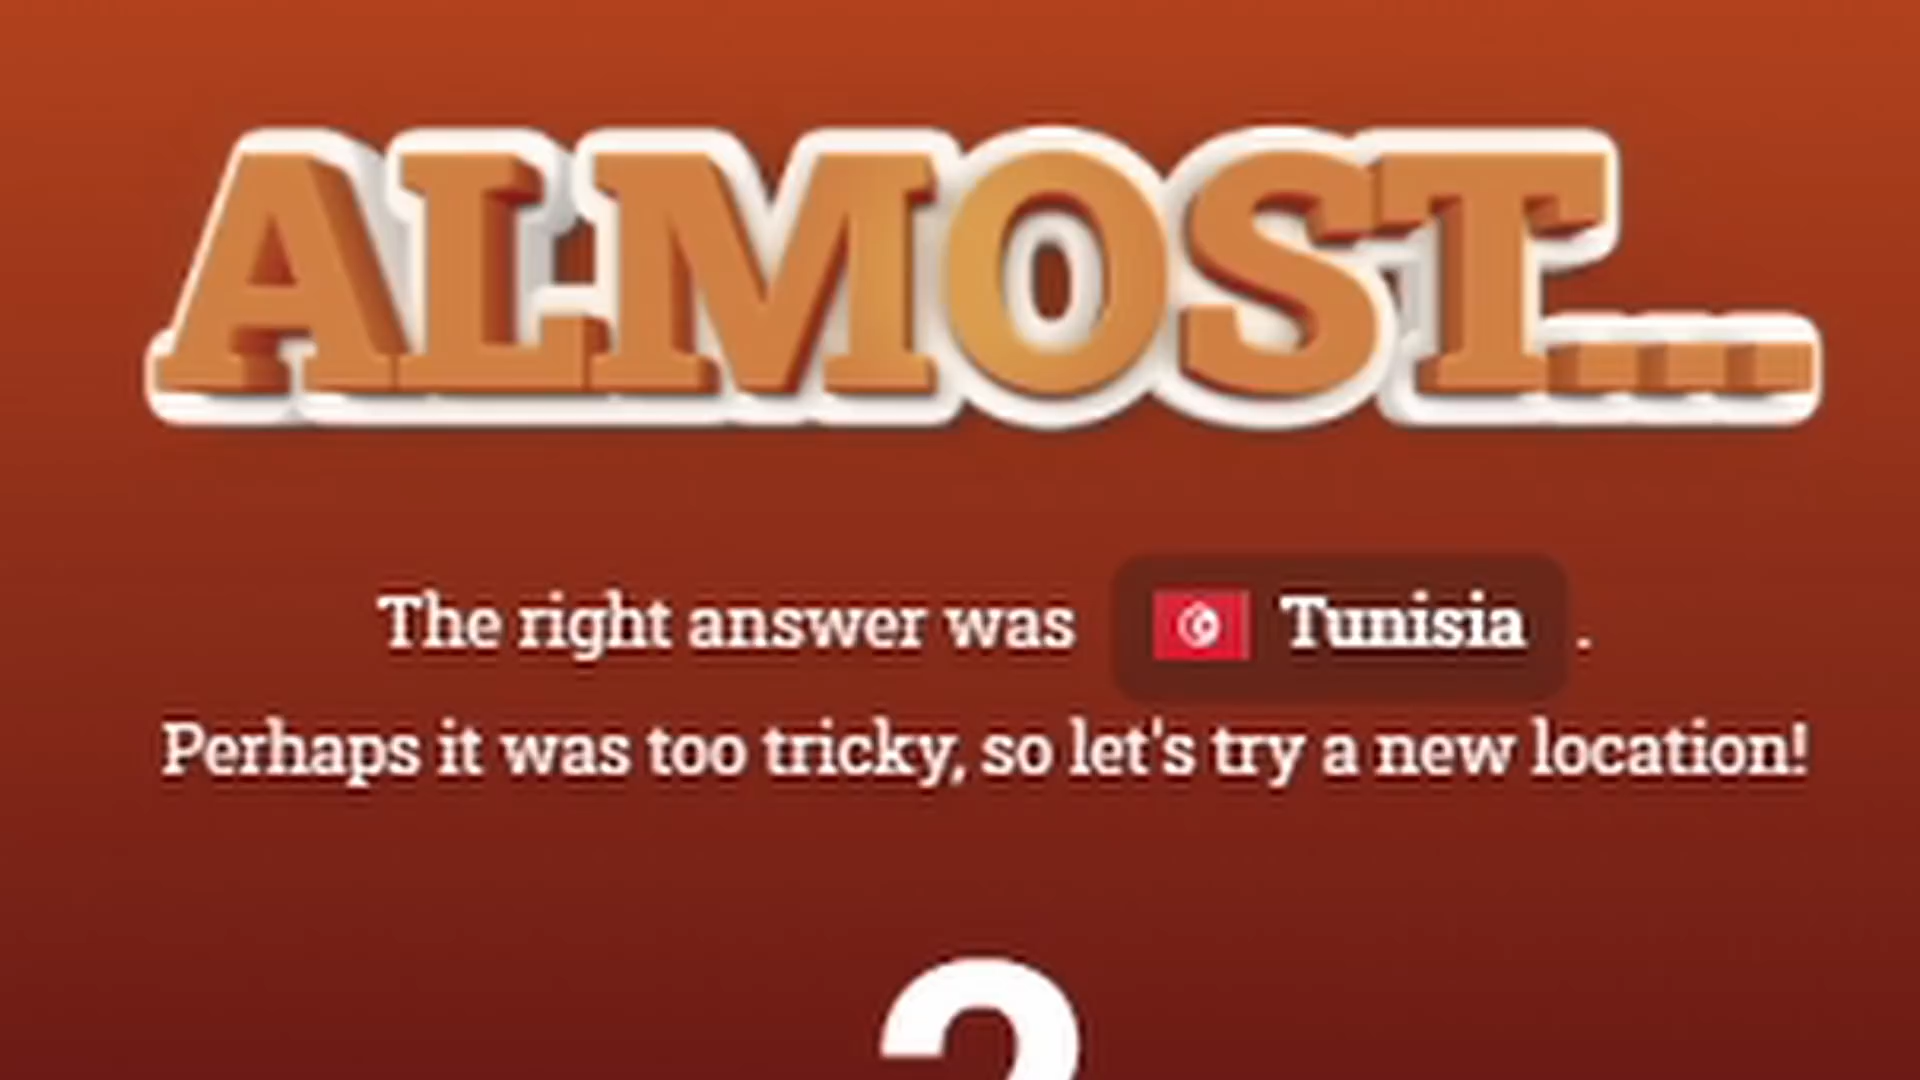 ALMOST...
The right answer was Tunisia .
Perhaps it was too tricky, so let's try a new location!